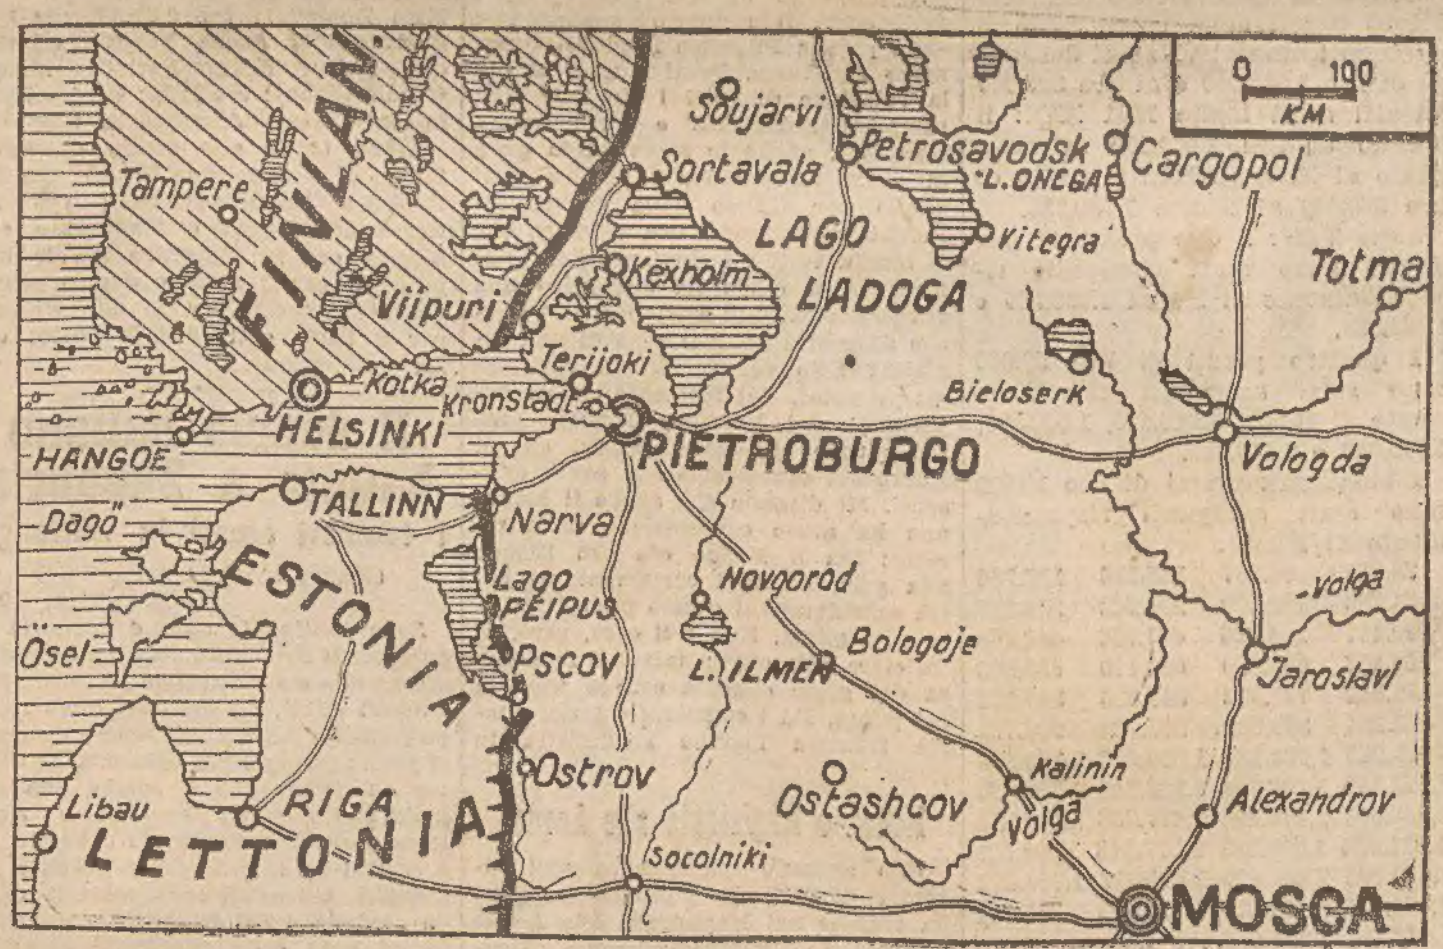 0 100
KM
FINLAN.
Soujarvi
Petrosavodsk
L. ONEGA
Cargopol
Sortavala
Tampere
LAGO
LADOGA
Vitegra
Totma
Kexholm
Viipuri
Terijoki
Kotka
Kronstadt
Bieloserk
HELSINKI
HANGOE
PIETROBURGO
Vologda
TALLINN
Narva
Dagö
ESTONIA
Lago
PEIPUS
Novgorod
Volga
Ösel
Pscov
L. ILMEN
Bologoje
Jaroslavl
Ostrov
Ostashcov
Kalinin
Volga
Alexandrov
Libau
RIGA
LETTONIA
Socolniki
MOSCA